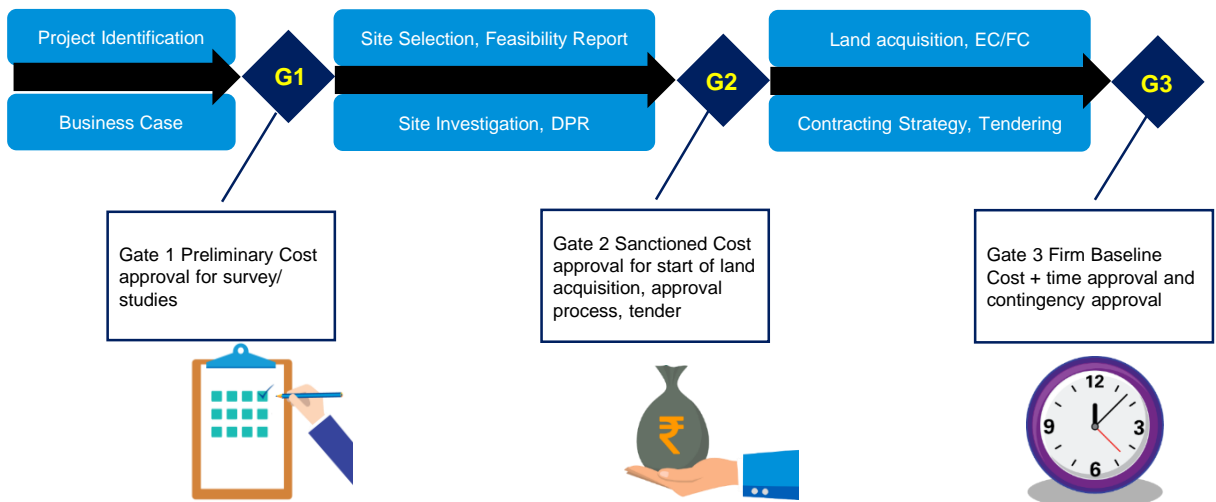 Project Identification
Business Case
G1
Site Selection, Feasibility Report
Site Investigation, DPR
G2
Land acquisition, EC/FC
Contracting Strategy, Tendering
G3
Gate 1 Preliminary Cost
approval for survey/
studies
Gate 2 Sanctioned Cost
approval for start of land
acquisition, approval
process, tender
Gate 3 Firm Baseline
Cost + time approval and
contingency approval
₹
12
9
3
6